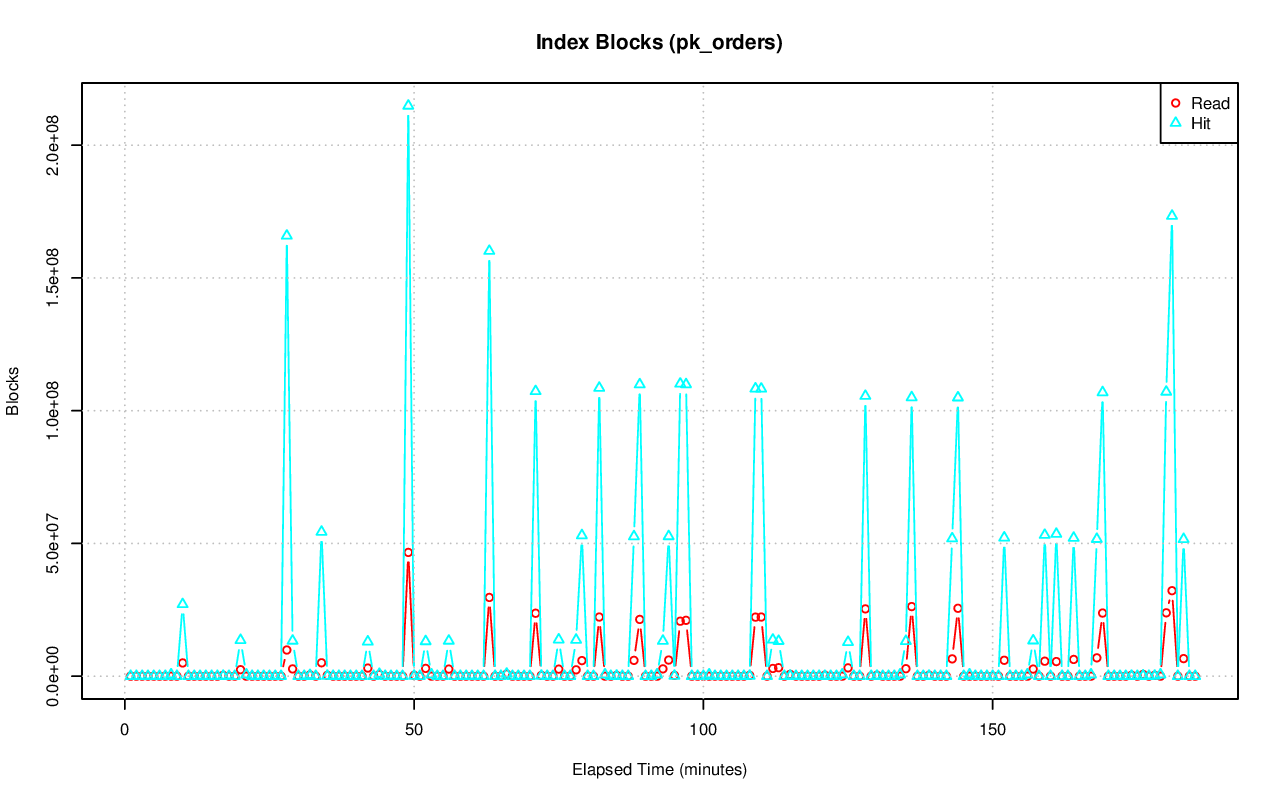 Index Blocks (pk_orders)
Read
Hit
Blocks
2.0e+08
1.5e+08
1.0e+08
5.0e+07
0.0e+00
0
50
100
150
Elapsed Time (minutes)